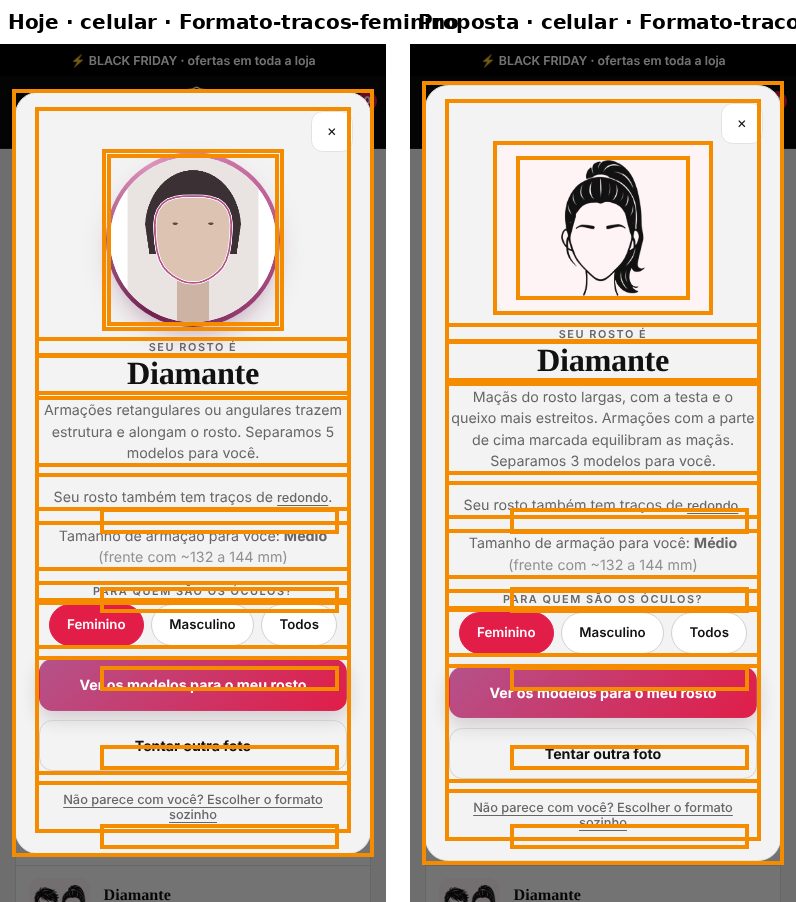 Hoje · celular · Formato-tracos-feminino
⚡ BLACK FRIDAY · ofertas em toda a loja
×
SEU ROSTO É
Diamante
Armações retangulares ou angulares trazem
estrutura e alongam o rosto. Separamos 5
modelos para você.
Seu rosto também tem traços de redondo.
Tamanho de armação para você: Médio
(frente com ~132 a 144 mm)
PARA QUEM SÃO OS ÓCULOS?
Feminino
Masculino
Todos
Ver os modelos para o meu rosto
Tentar outra foto
Não parece com você? Escolher o formato
sozinho
Diamante
Proposta · celular · Formato-traco
⚡ BLACK FRIDAY · ofertas em toda a loja
×
SEU ROSTO É
Diamante
Maçãs do rosto largas, com a testa e o
queixo mais estreitos. Armações com a parte
de cima marcada equilibram as maçãs.
Separamos 3 modelos para você.
Seu rosto também tem traços de redondo
Tamanho de armação para você: Médio
(frente com ~132 a 144 mm)
PARA QUEM SÃO OS ÓCULOS?
Feminino
Masculino
Todos
Ver os modelos para o meu rosto
Tentar outra foto
Não parece com você? Escolher o formato
sozinho
Diamante